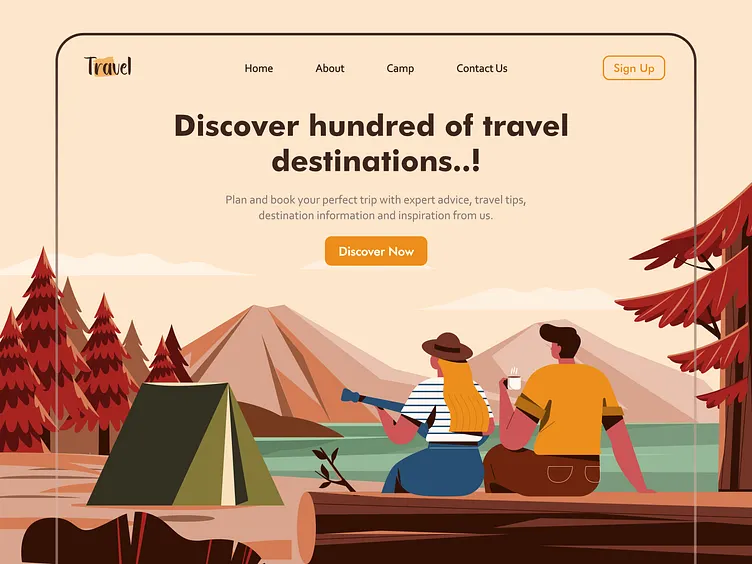 Travel
Home About Camp Contact Us
Sign Up
Discover hundred of travel
destinations..!
Plan and book your perfect trip with expert advice, travel tips,
destination information and inspiration from us.
Discover Now